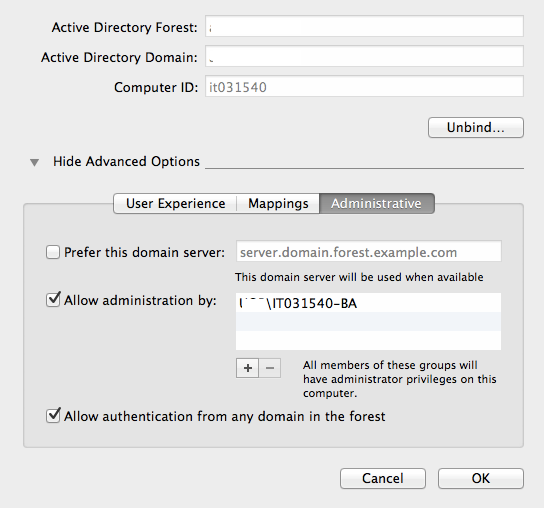 Active Directory Forest:
Active Directory Domain:
Computer ID: it031540
Unbind...
Hide Advanced Options
User Experience Mappings Administrative
Prefer this domain server: server.domain.forest.example.com
This domain server will be used when available
Allow administration by: \IT031540-BA
+ −
All members of these groups will
have administrator privileges on this
computer.
Allow authentication from any domain in the forest
Cancel OK